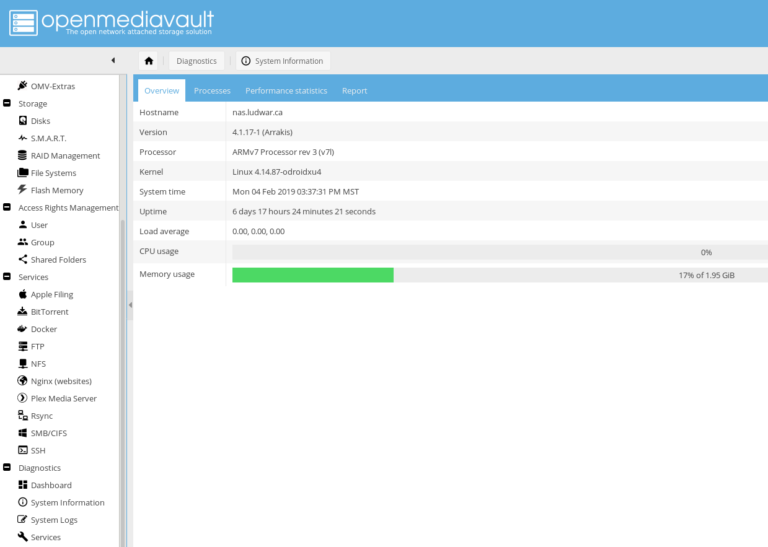 openmediavault
The open network attached storage solution
Diagnostics
System Information
OMV-Extras
Storage
Disks
S.M.A.R.T.
RAID Management
File Systems
Flash Memory
Access Rights Management
User
Group
Shared Folders
Services
Apple Filing
BitTorrent
Docker
FTP
NFS
Nginx (websites)
Plex Media Server
Rsync
SMB/CIFS
SSH
Diagnostics
Dashboard
System Information
System Logs
Services
Overview Processes Performance statistics Report
Hostname nas.ludwar.ca
Version 4.1.17-1 (Arrakis)
Processor ARMv7 Processor rev 3 (v7l)
Kernel Linux 4.14.87-odroidxu4
System time Mon 04 Feb 2019 03:37:31 PM MST
Uptime 6 days 17 hours 24 minutes 21 seconds
Load average 0.00, 0.00, 0.00
CPU usage 0%
Memory usage 17% of 1.95 GiB